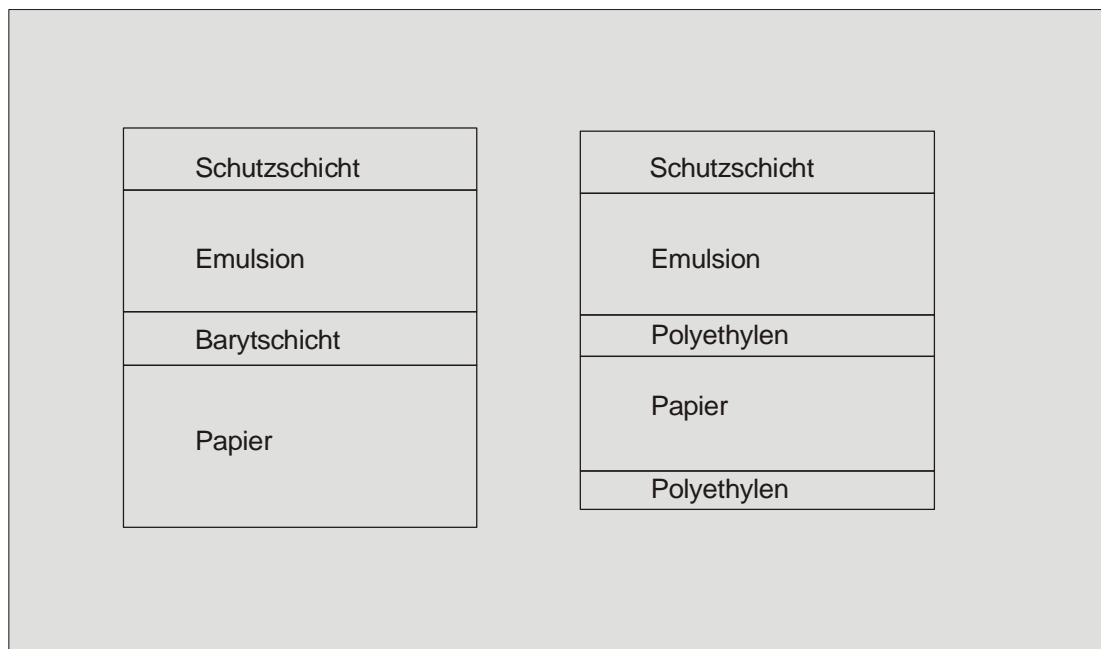 Schutzschicht
Emulsion
Barytschicht
Papier
Schutzschicht
Emulsion
Polyethylen
Papier
Polyethylen